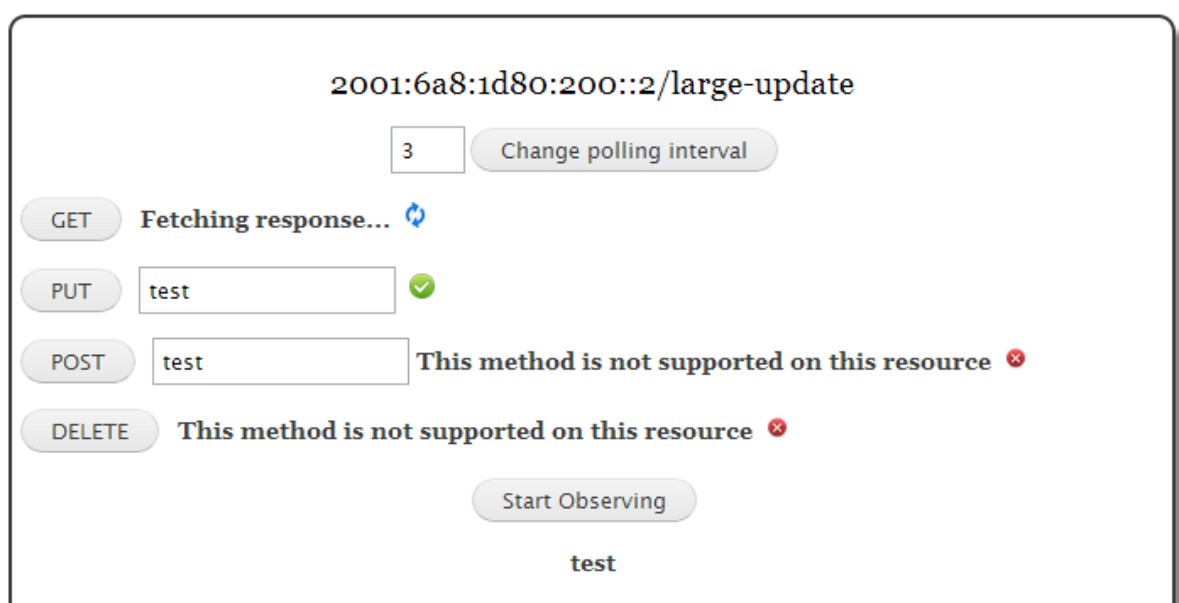 2001:6a8:1d80:200::2/large-update
3 Change polling interval
GET Fetching response...
PUT test
POST test This method is not supported on this resource
DELETE This method is not supported on this resource
Start Observing
test